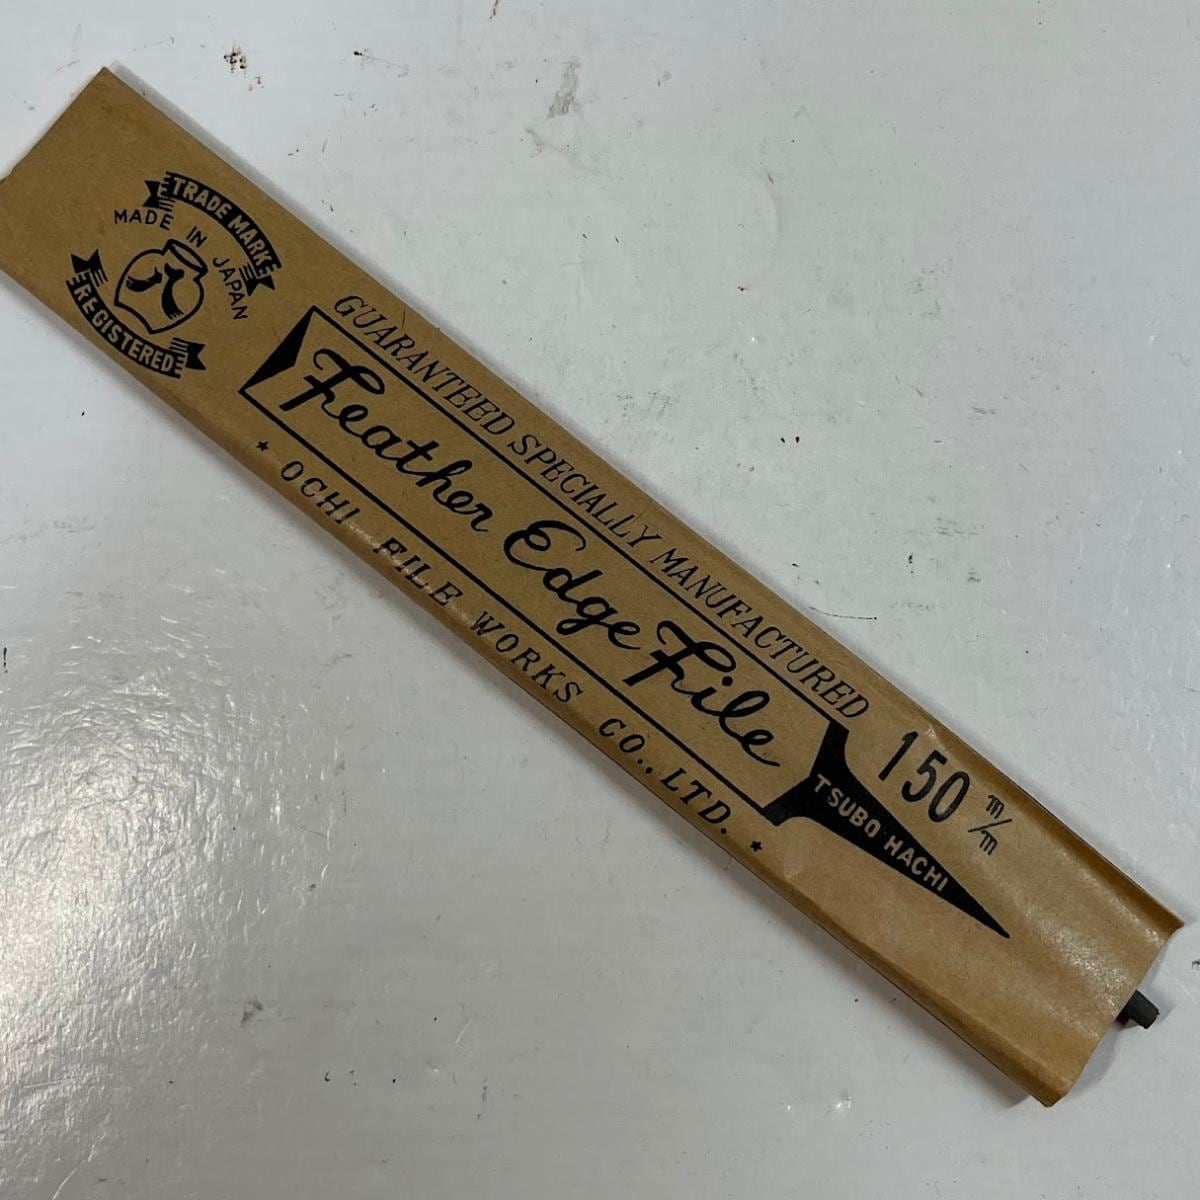 TRADE MARK
MADE IN JAPAN
八
REGISTERED
GUARANTEED SPECIALLY MANUFACTURED
Feather Edge File
150 m/m
TSUBO HACHI
★ OCHI FILE WORKS CO., LTD. ★